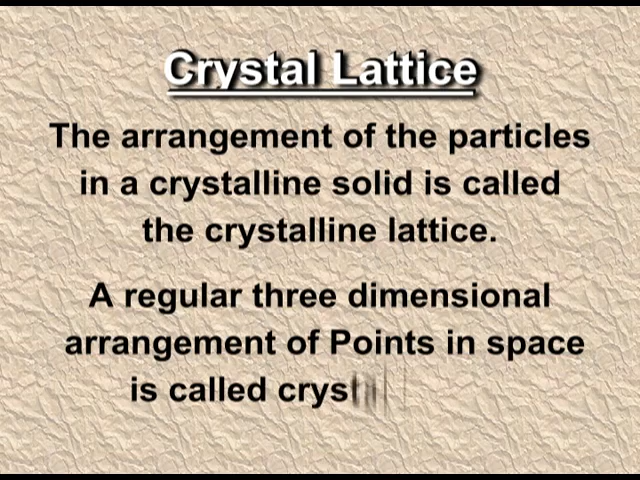 Crystal Lattice
The arrangement of the particles
in a crystalline solid is called
the crystalline lattice.
A regular three dimensional
arrangement of Points in space
is called